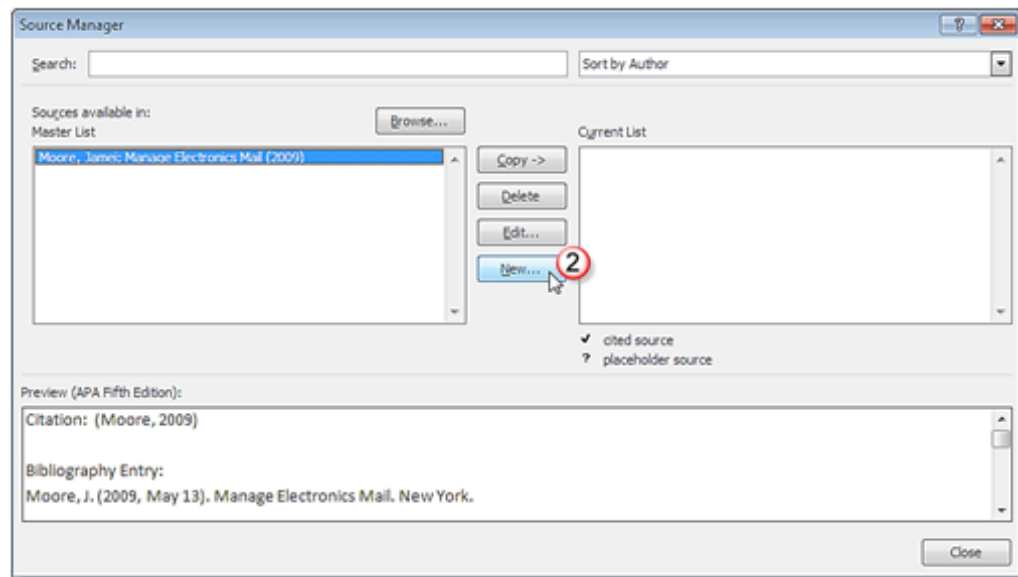 Source Manager
Search:
Sort by Author
Sources available in:
Master List
Browse...
Current List
Moore, Jamei; Manage Electronics Mail (2009)
Copy ->
Delete
Edit...
New...
2
cited source
? placeholder source
Preview (APA Fifth Edition):
Citation: (Moore, 2009)
Bibliography Entry:
Moore, J. (2009, May 13). Manage Electronics Mail. New York.
Close